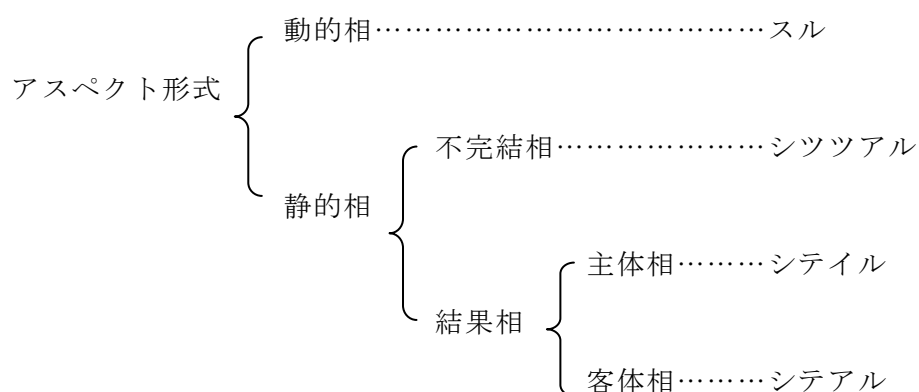 動的相…………………………………スル
アスペクト形式
不完結相…………………シツツアル
静的相
主体相………シテイル
結果相
客体相………シテアル